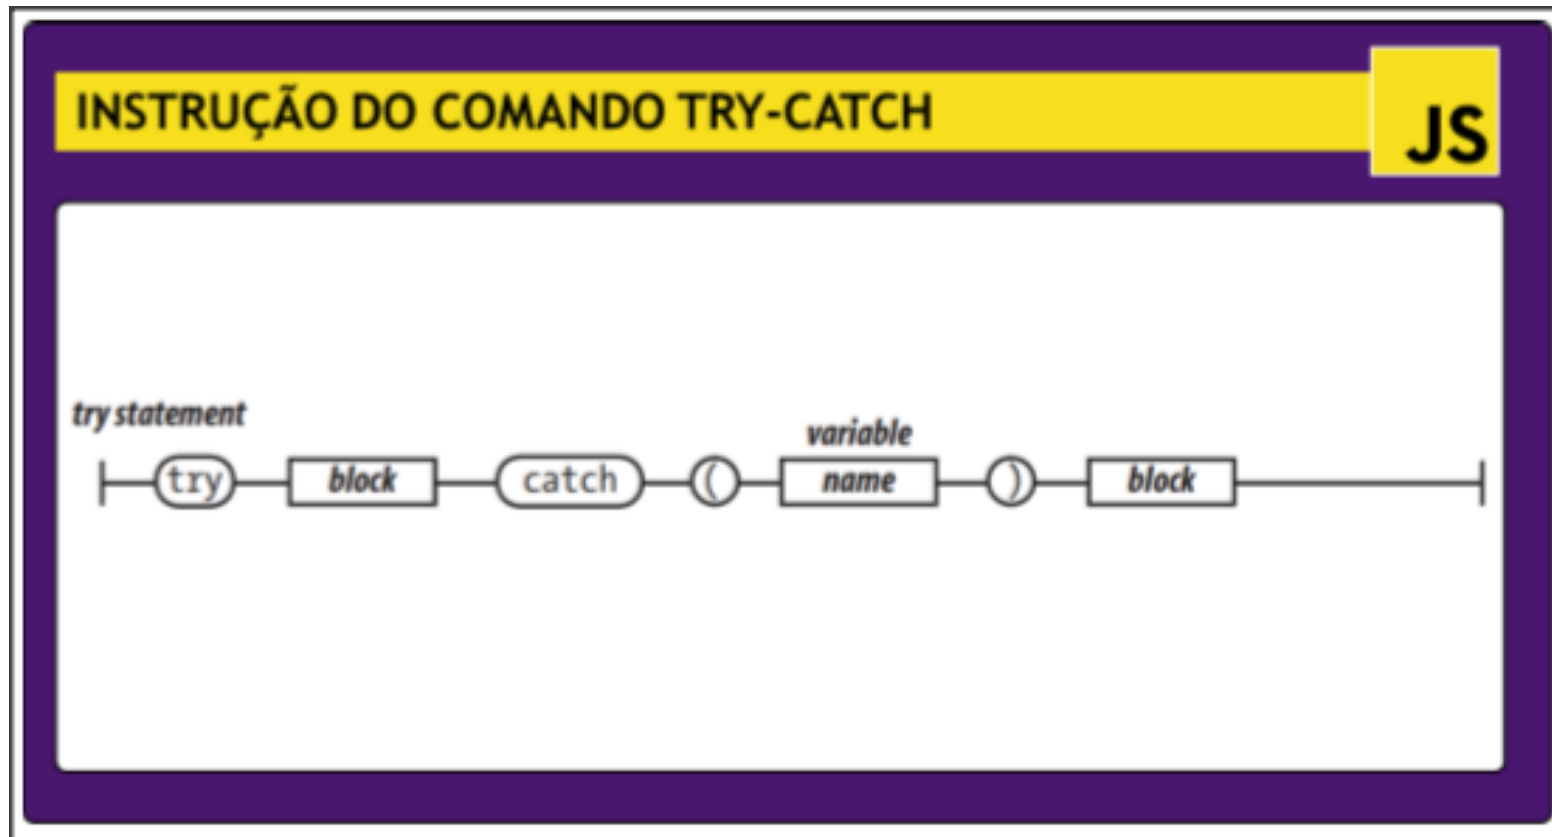 INSTRUÇÃO DO COMANDO TRY-CATCH
JS
try statement
variable
try block catch ( name ) block